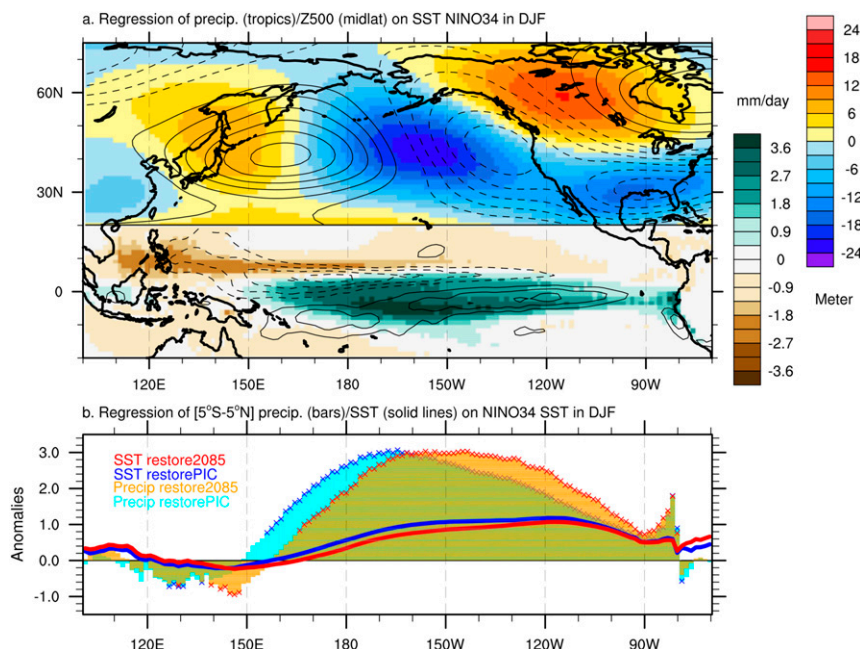 a. Regression of precip. (tropics)/Z500 (midlat) on SST NINO34 in DJF
60N
30N
0
120E 150E 180 150W 120W 90W
mm/day
3.6
2.7
1.8
0.9
0
-0.9
-1.8
-2.7
-3.6
24
18
12
6
0
-6
-12
-18
-24
Meter
b. Regression of [5°S-5°N] precip. (bars)/SST (solid lines) on NINO34 SST in DJF
Anomalies
3.0
2.0
1.0
0.0
-1.0
SST restore2085
SST restorePIC
Precip restore2085
Precip restorePIC
120E 150E 180 150W 120W 90W